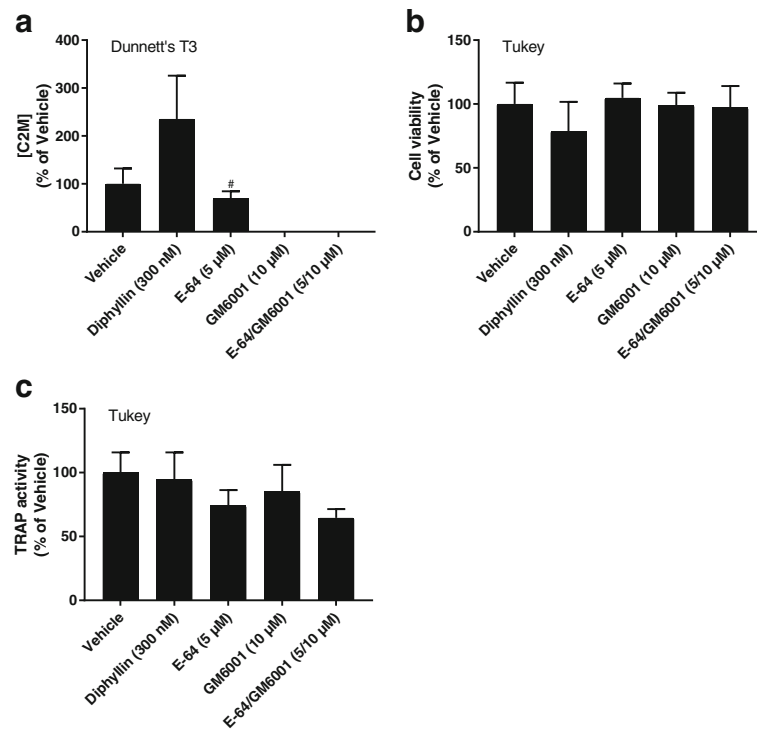 a
Dunnett's T3
[C2M]
(% of Vehicle)
400
300
200
100
0
#
Vehicle
Diphyllin (300 nM)
E-64 (5 µM)
GM6001 (10 µM)
E-64/GM6001 (5/10 µM)
b
Tukey
Cell viability
(% of Vehicle)
150
100
50
0
Vehicle
Diphyllin (300 nM)
E-64 (5 µM)
GM6001 (10 µM)
E-64/GM6001 (5/10 µM)
c
Tukey
TRAP activity
(% of Vehicle)
150
100
50
0
Vehicle
Diphyllin (300 nM)
E-64 (5 µM)
GM6001 (10 µM)
E-64/GM6001 (5/10 µM)